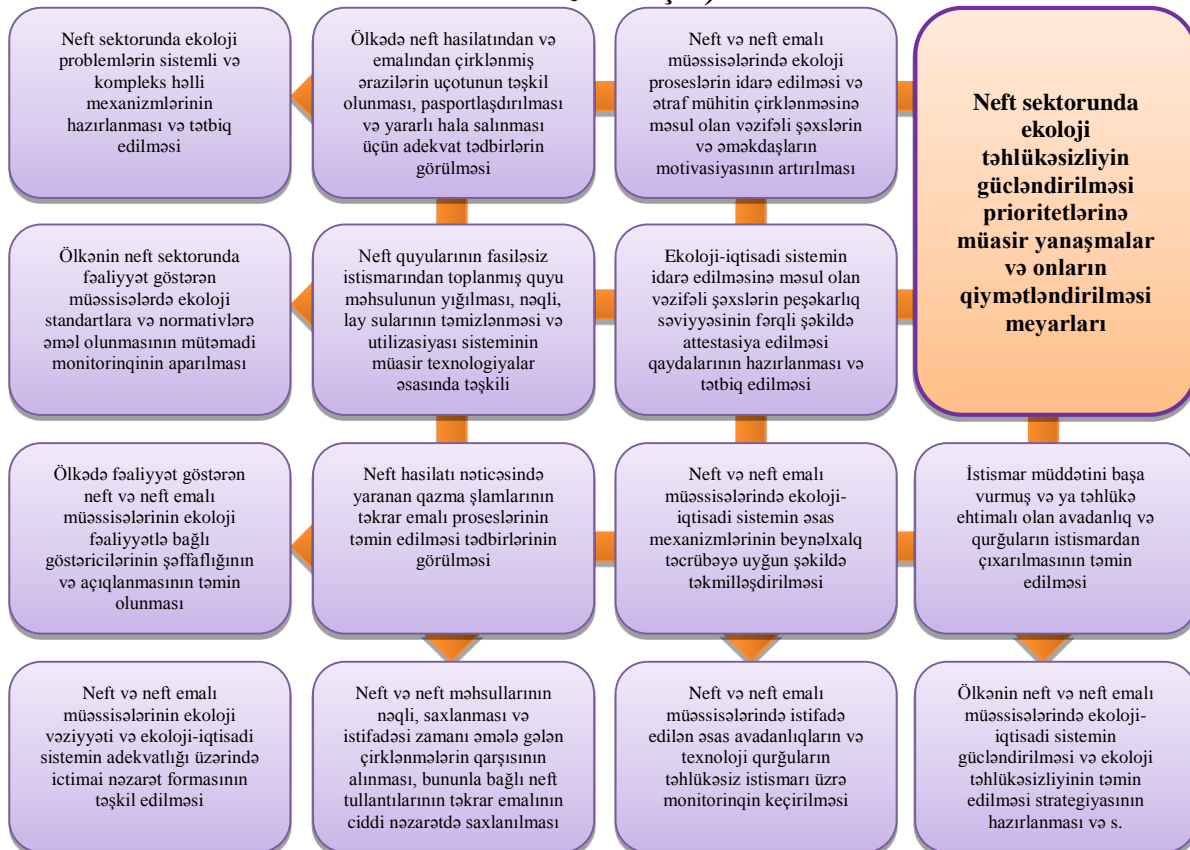 Neft sektorunda ekoloji
problemlərin sistemli və
kompleks həlli
mexanizmlərinin
hazırlanması və tətbiq
edilməsi
Ölkədə neft hasilatından və
emalından çirklənmiş
ərazilərin uçotunun təşkil
olunması, pasportlaşdırılması
və yararlı hala salınması
üçün adekvat tədbirlərin
görülməsi
Neft və neft emalı
müəssisələrində ekoloji
proseslərin idarə edilməsi və
ətraf mühitin çirklənməsinə
məsul olan vəzifəli şəxslərin
və əməkdaşların
motivasiyasının artırılması
Neft sektorunda
ekoloji
təhlükəsizliyin
gücləndirilməsi
prioritetlərinə
müasir yanaşmalar
və onların
qiymətləndirilməsi
meyarları
Ölkənin neft sektorunda
fəaliyyət göstərən
müəssisələrdə ekoloji
standartlara və normativlərə
əməl olunmasının mütəmadi
monitorinqinin aparılması
Neft quyularının fasiləsiz
istismarından toplanmış quyu
məhsulunun yığılması, nəqli,
lay sularının təmizlənməsi və
utilizasiyası sisteminin
müasir texnologiyalar
əsasında təşkili
Ekoloji-iqtisadi sistemin
idarə edilməsinə məsul olan
vəzifəli şəxslərin peşəkarlıq
səviyyəsinin fərqli şəkildə
attestasiya edilməsi
qaydalarının hazırlanması və
tətbiq edilməsi
Ölkədə fəaliyyət göstərən
neft və neft emalı
müəssisələrinin ekoloji
fəaliyyətlə bağlı
göstəricilərinin şəffaflığının
və açıqlanmasının təmin
olunması
Neft hasilatı nəticəsində
yaranan qazma şlamlarının
təkrar emalı proseslərinin
təmin edilməsi tədbirlərinin
görülməsi
Neft və neft emalı
müəssisələrində ekoloji-
iqtisadi sistemin əsas
mexanizmlərinin beynəlxalq
təcrübəyə uyğun şəkildə
təkmilləşdirilməsi
İstismar müddətini başa
vurmuş və ya təhlükə
ehtimalı olan avadanlıq və
qurğuların istismardan
çıxarılmasının təmin
edilməsi
Neft və neft emalı
müəssisələrinin ekoloji
vəziyyəti və ekoloji-iqtisadi
sistemin adekvatlığı üzərində
ictimai nəzarət formasının
təşkil edilməsi
Neft və neft məhsullarının
nəqli, saxlanması və
istifadəsi zamanı əmələ gələn
çirklənmələrin qarşısının
alınması, bununla bağlı neft
tullantılarının təkrar emalının
ciddi nəzarətdə saxlanılması
Neft və neft emalı
müəssisələrində istifadə
edilən əsas avadanlıqların və
texnoloji qurğuların
təhlükəsiz istismarı üzrə
monitorinqin keçirilməsi
Ölkənin neft və neft emalı
müəssisələrində ekoloji-
iqtisadi sistemin
gücləndirilməsi və ekoloji
təhlükəsizliyinin təmin
edilməsi strategiyasının
hazırlanması və s.